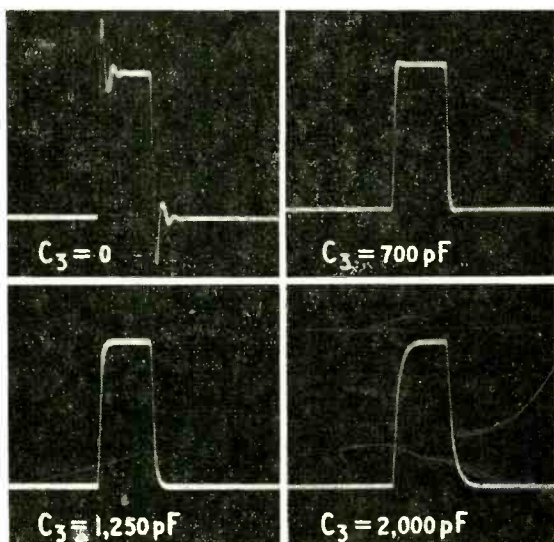 C₃ = 0
C₃ = 700 pF
C₃ = 1,250 pF
C₃ = 2,000 pF